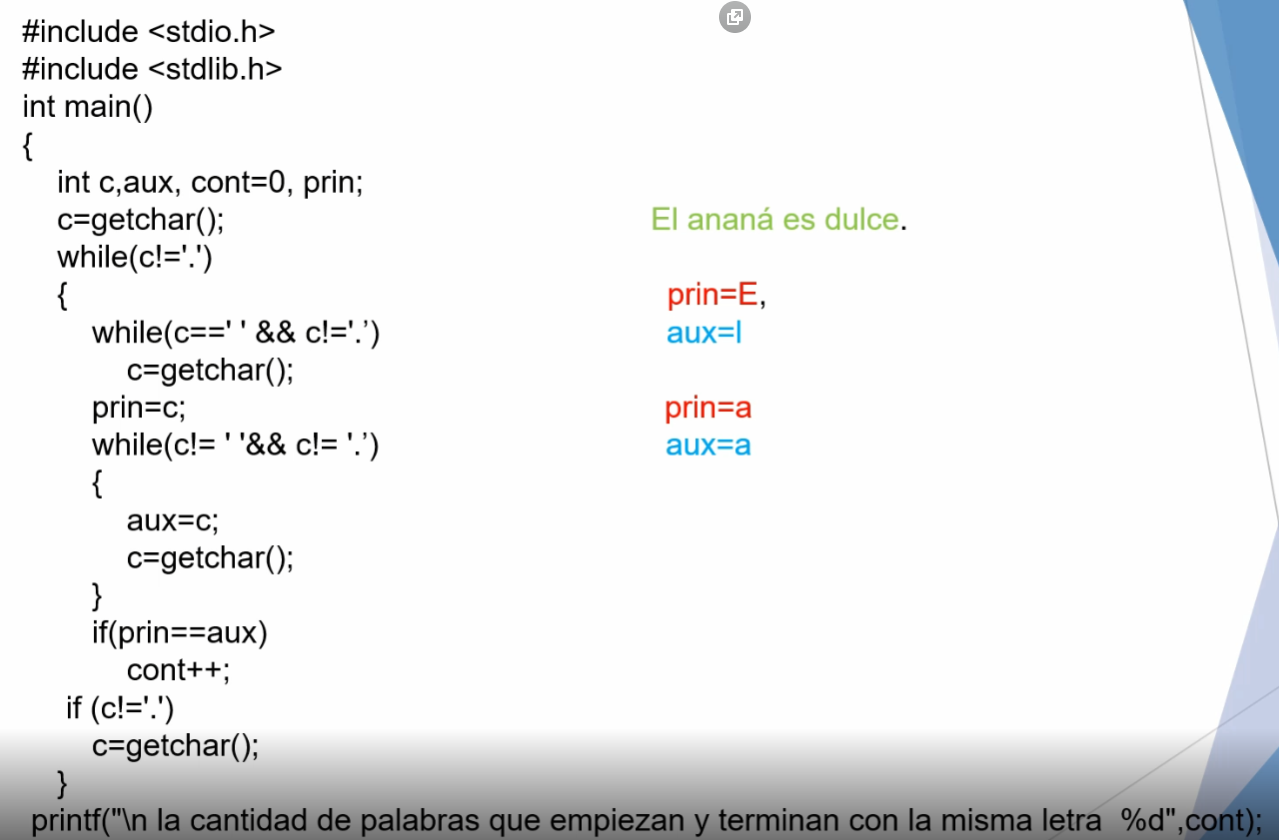 #include <stdio.h>
#include <stdlib.h>
int main()
{
int c,aux, cont=0, prin;
c=getchar();
while(c!='.')
{
while(c==' ' && c!='.’)
c=getchar();
prin=c;
while(c!= ' '&& c!= '.’)
{
aux=c;
c=getchar();
}
if(prin==aux)
cont++;
if (c!='.')
c=getchar();
}
printf("\n la cantidad de palabras que empiezan y terminan con la misma letra  %d",cont);
El ananá es dulce.
prin=E,
aux=l
prin=a
aux=a